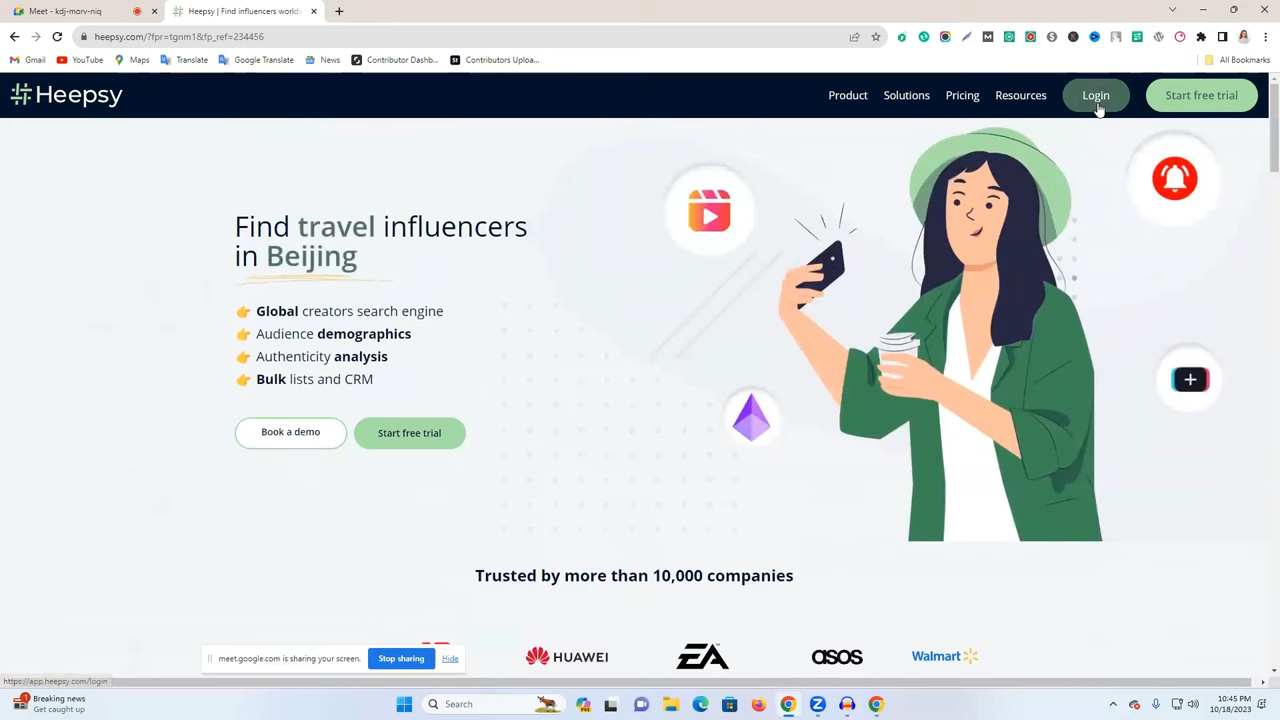 Meet - kdj-morv-niq
Heepsy | Find influencers world-
heepsy.com/?fpr=tgnm1&fp_ref=234456
Gmail YouTube Maps Translate Google Translate News Contributor Dashb... Contributors Uploa... All Bookmarks
Heepsy Product Solutions Pricing Resources Login Start free trial
Find travel influencers
in Beijing
Global creators search engine
Audience demographics
Authenticity analysis
Bulk lists and CRM
Book a demo Start free trial
Trusted by more than 10,000 companies
HUAWEI EA asos Walmart
meet.google.com is sharing your screen. Stop sharing Hide
https://app.heepsy.com/login
Breaking news
Get caught up
Search
10:45 PM
10/18/2023